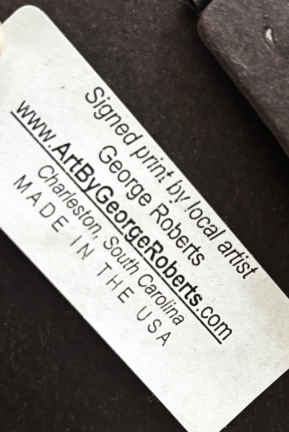 Signed print by local artist
George Roberts
www.ArtByGeorgeRoberts.com
Charleston, South Carolina
MADE IN THE USA